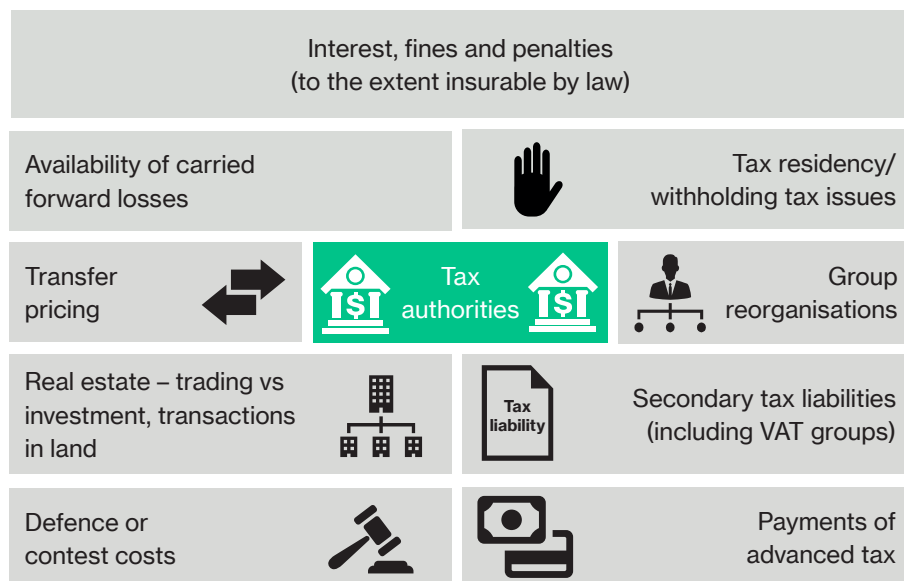 Interest, fines and penalties
(to the extent insurable by law)
Availability of carried
forward losses
Tax residency/
withholding tax issues
Transfer
pricing
$
Tax
authorities
$
Group
reorganisations
Real estate – trading vs
investment, transactions
in land
Tax
liability
Secondary tax liabilities
(including VAT groups)
Defence or
contest costs
Payments of
advanced tax